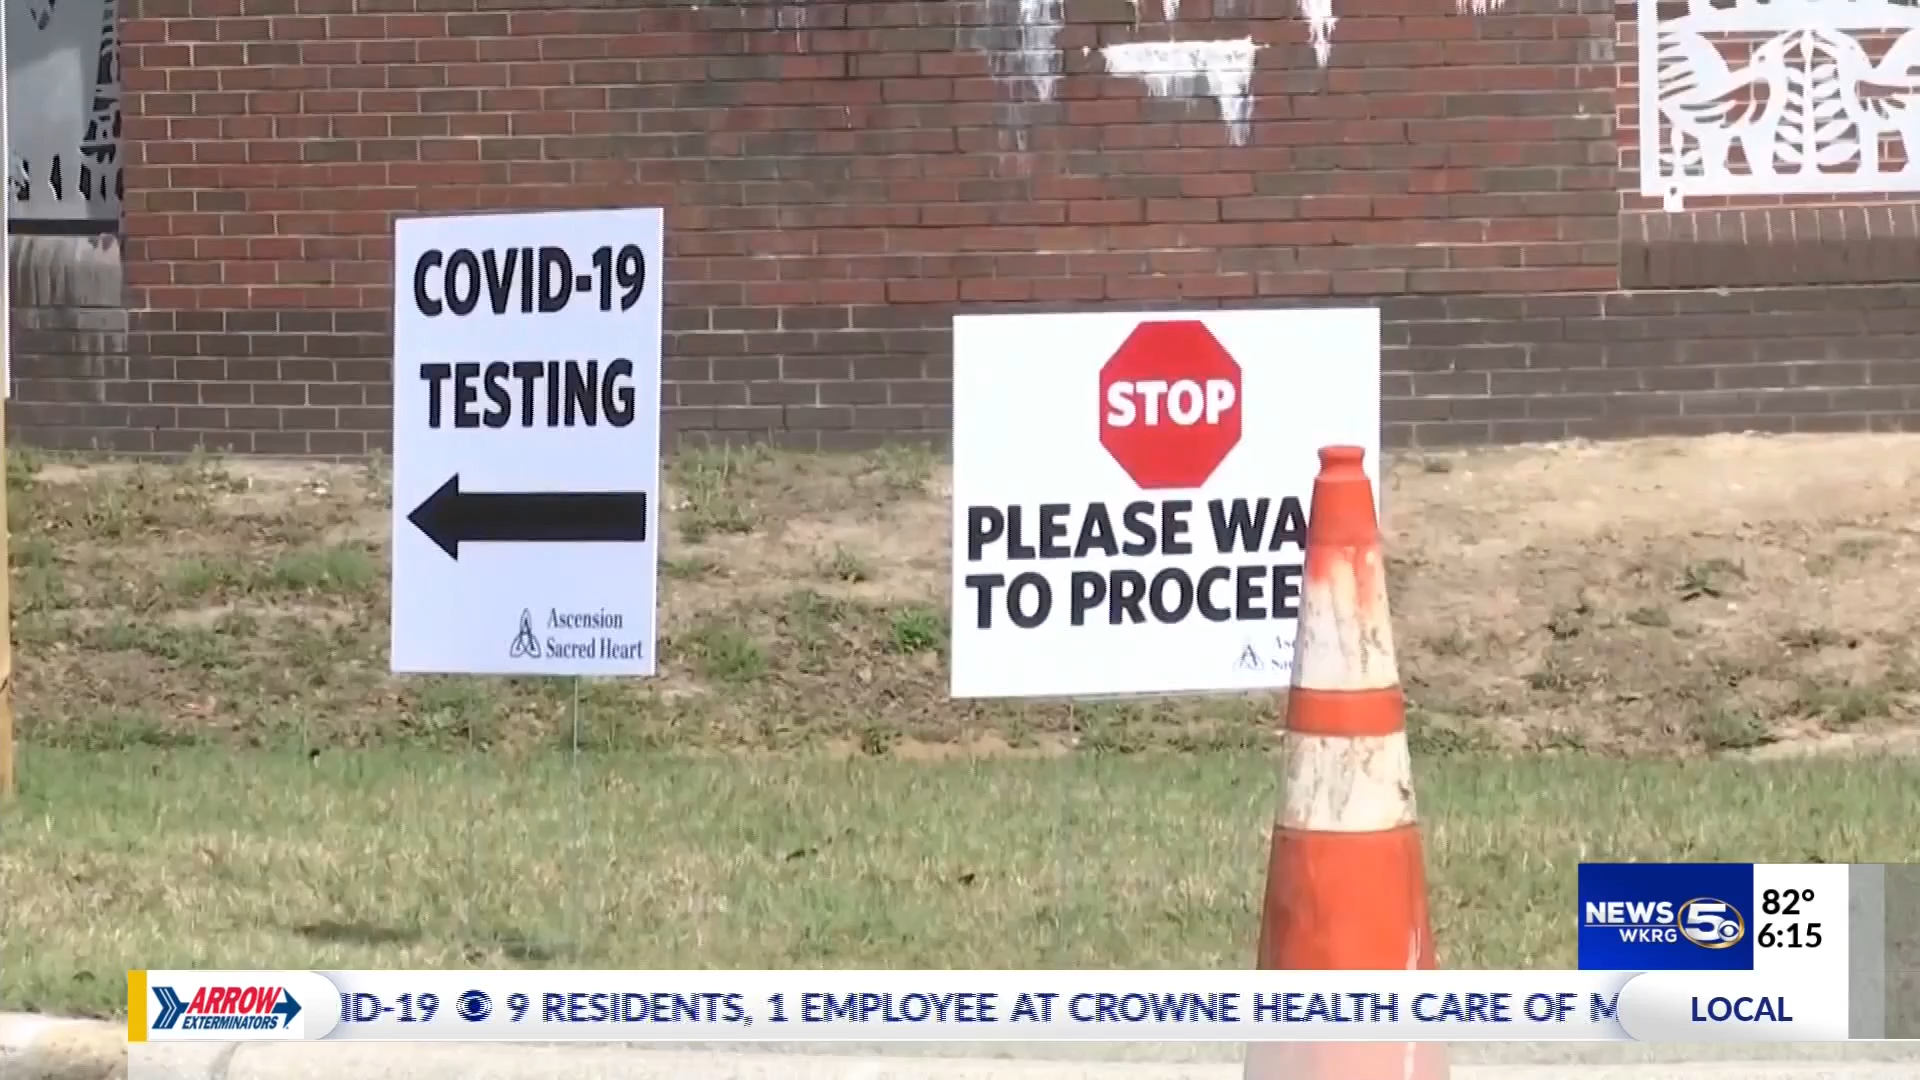 COVID-19
TESTING
Ascension
Sacred Heart
STOP
PLEASE WA
TO PROCEE
NEWS 5
WKRG
82°
6:15
ARROW
EXTERMINATORS
ID-19 9 RESIDENTS, 1 EMPLOYEE AT CROWNE HEALTH CARE OF M
LOCAL